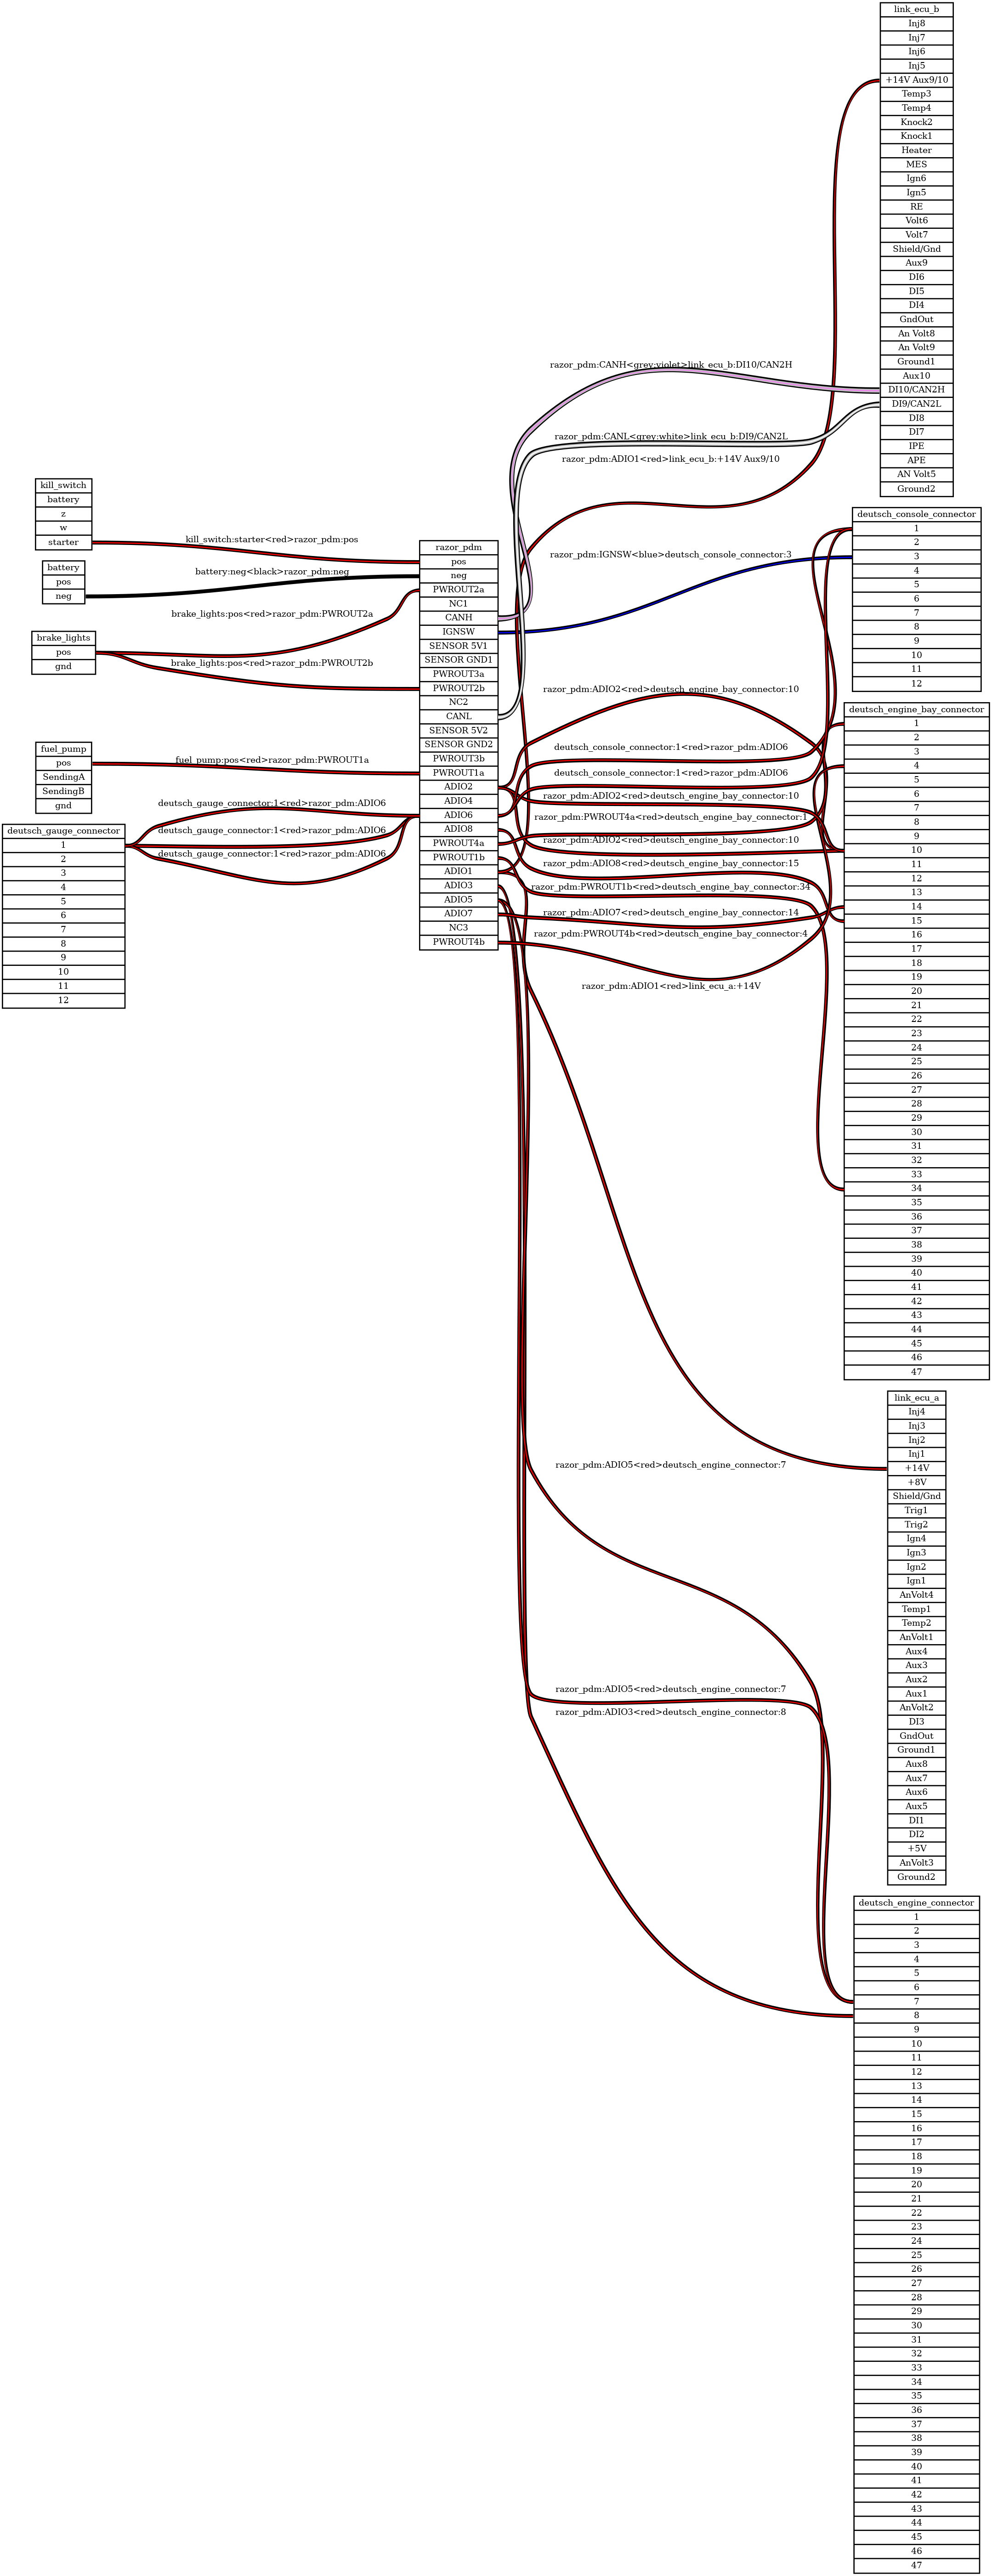 link_ecu_b
Inj8
Inj7
Inj6
Inj5
+14V Aux9/10
Temp3
Temp4
Knock2
Knock1
Heater
MES
Ign6
Ign5
RE
Volt6
Volt7
Shield/Gnd
Aux9
DI6
DI5
DI4
GndOut
An Volt8
An Volt9
Ground1
Aux10
DI10/CAN2H
DI9/CAN2L
DI8
DI7
IPE
APE
AN Volt5
Ground2
razor_pdm:CANH<grey:violet>link_ecu_b:DI10/CAN2H
razor_pdm:CANL<grey:white>link_ecu_b:DI9/CAN2L
razor_pdm:ADIO1<red>link_ecu_b:+14V Aux9/10
kill_switch
battery
z
w
starter
battery
pos
neg
brake_lights
pos
gnd
fuel_pump
pos
SendingA
SendingB
gnd
deutsch_gauge_connector
1
2
3
4
5
6
7
8
9
10
11
12
kill_switch:starter<red>razor_pdm:pos
battery:neg<black>razor_pdm:neg
brake_lights:pos<red>razor_pdm:PWROUT2a
brake_lights:pos<red>razor_pdm:PWROUT2b
fuel_pump:pos<red>razor_pdm:PWROUT1a
deutsch_gauge_connector:1<red>razor_pdm:ADIO6
deutsch_gauge_connector:1<red>razor_pdm:ADIO6
deutsch_gauge_connector:1<red>razor_pdm:ADIO6
razor_pdm
pos
neg
PWROUT2a
NC1
CANH
IGNSW
SENSOR 5V1
SENSOR GND1
PWROUT3a
PWROUT2b
NC2
CANL
SENSOR 5V2
SENSOR GND2
PWROUT3b
PWROUT1a
ADIO2
ADIO4
ADIO6
ADIO8
PWROUT4a
PWROUT1b
ADIO1
ADIO3
ADIO5
ADIO7
NC3
PWROUT4b
razor_pdm:IGNSW<blue>deutsch_console_connector:3
razor_pdm:ADIO2<red>deutsch_engine_bay_connector:10
deutsch_console_connector:1<red>razor_pdm:ADIO6
deutsch_console_connector:1<red>razor_pdm:ADIO6
razor_pdm:ADIO2<red>deutsch_engine_bay_connector:10
razor_pdm:PWROUT4a<red>deutsch_engine_bay_connector:1
razor_pdm:ADIO2<red>deutsch_engine_bay_connector:10
razor_pdm:ADIO8<red>deutsch_engine_bay_connector:15
razor_pdm:PWROUT1b<red>deutsch_engine_bay_connector:34
razor_pdm:ADIO7<red>deutsch_engine_bay_connector:14
razor_pdm:PWROUT4b<red>deutsch_engine_bay_connector:4
razor_pdm:ADIO1<red>link_ecu_a:+14V
razor_pdm:ADIO5<red>deutsch_engine_connector:7
razor_pdm:ADIO5<red>deutsch_engine_connector:7
razor_pdm:ADIO3<red>deutsch_engine_connector:8
deutsch_console_connector
1
2
3
4
5
6
7
8
9
10
11
12
deutsch_engine_bay_connector
1
2
3
4
5
6
7
8
9
10
11
12
13
14
15
16
17
18
19
20
21
22
23
24
25
26
27
28
29
30
31
32
33
34
35
36
37
38
39
40
41
42
43
44
45
46
47
link_ecu_a
Inj4
Inj3
Inj2
Inj1
+14V
+8V
Shield/Gnd
Trig1
Trig2
Ign4
Ign3
Ign2
Ign1
AnVolt4
Temp1
Temp2
AnVolt1
Aux4
Aux3
Aux2
Aux1
AnVolt2
DI3
GndOut
Ground1
Aux8
Aux7
Aux6
Aux5
DI1
DI2
+5V
AnVolt3
Ground2
deutsch_engine_connector
1
2
3
4
5
6
7
8
9
10
11
12
13
14
15
16
17
18
19
20
21
22
23
24
25
26
27
28
29
30
31
32
33
34
35
36
37
38
39
40
41
42
43
44
45
46
47